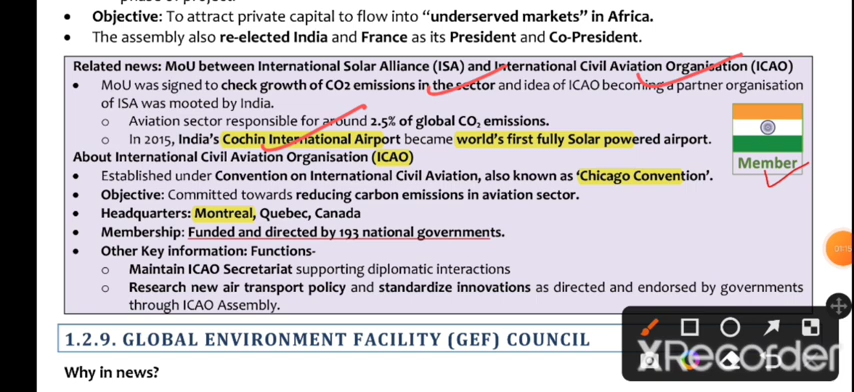 phase of project.
• Objective: To attract private capital to flow into “underserved markets” in Africa.
• The assembly also re-elected India and France as its President and Co-President.
Related news: MoU between International Solar Alliance (ISA) and International Civil Aviation Organisation (ICAO)
• MoU was signed to check growth of CO2 emissions in the sector and idea of ICAO becoming a partner organisation
of ISA was mooted by India.
o Aviation sector responsible for around 2.5% of global CO₂ emissions.
o In 2015, India’s Cochin International Airport became world’s first fully Solar powered airport.
Member
About International Civil Aviation Organisation (ICAO)
• Established under Convention on International Civil Aviation, also known as ‘Chicago Convention’.
• Objective: Committed towards reducing carbon emissions in aviation sector.
• Headquarters: Montreal, Quebec, Canada
• Membership: Funded and directed by 193 national governments.
• Other Key information: Functions-
o Maintain ICAO Secretariat supporting diplomatic interactions
o Research new air transport policy and standardize innovations as directed and endorsed by governments
through ICAO Assembly.
01:15
1.2.9. GLOBAL ENVIRONMENT FACILITY (GEF) COUNCIL
XRecorder
Why in news?